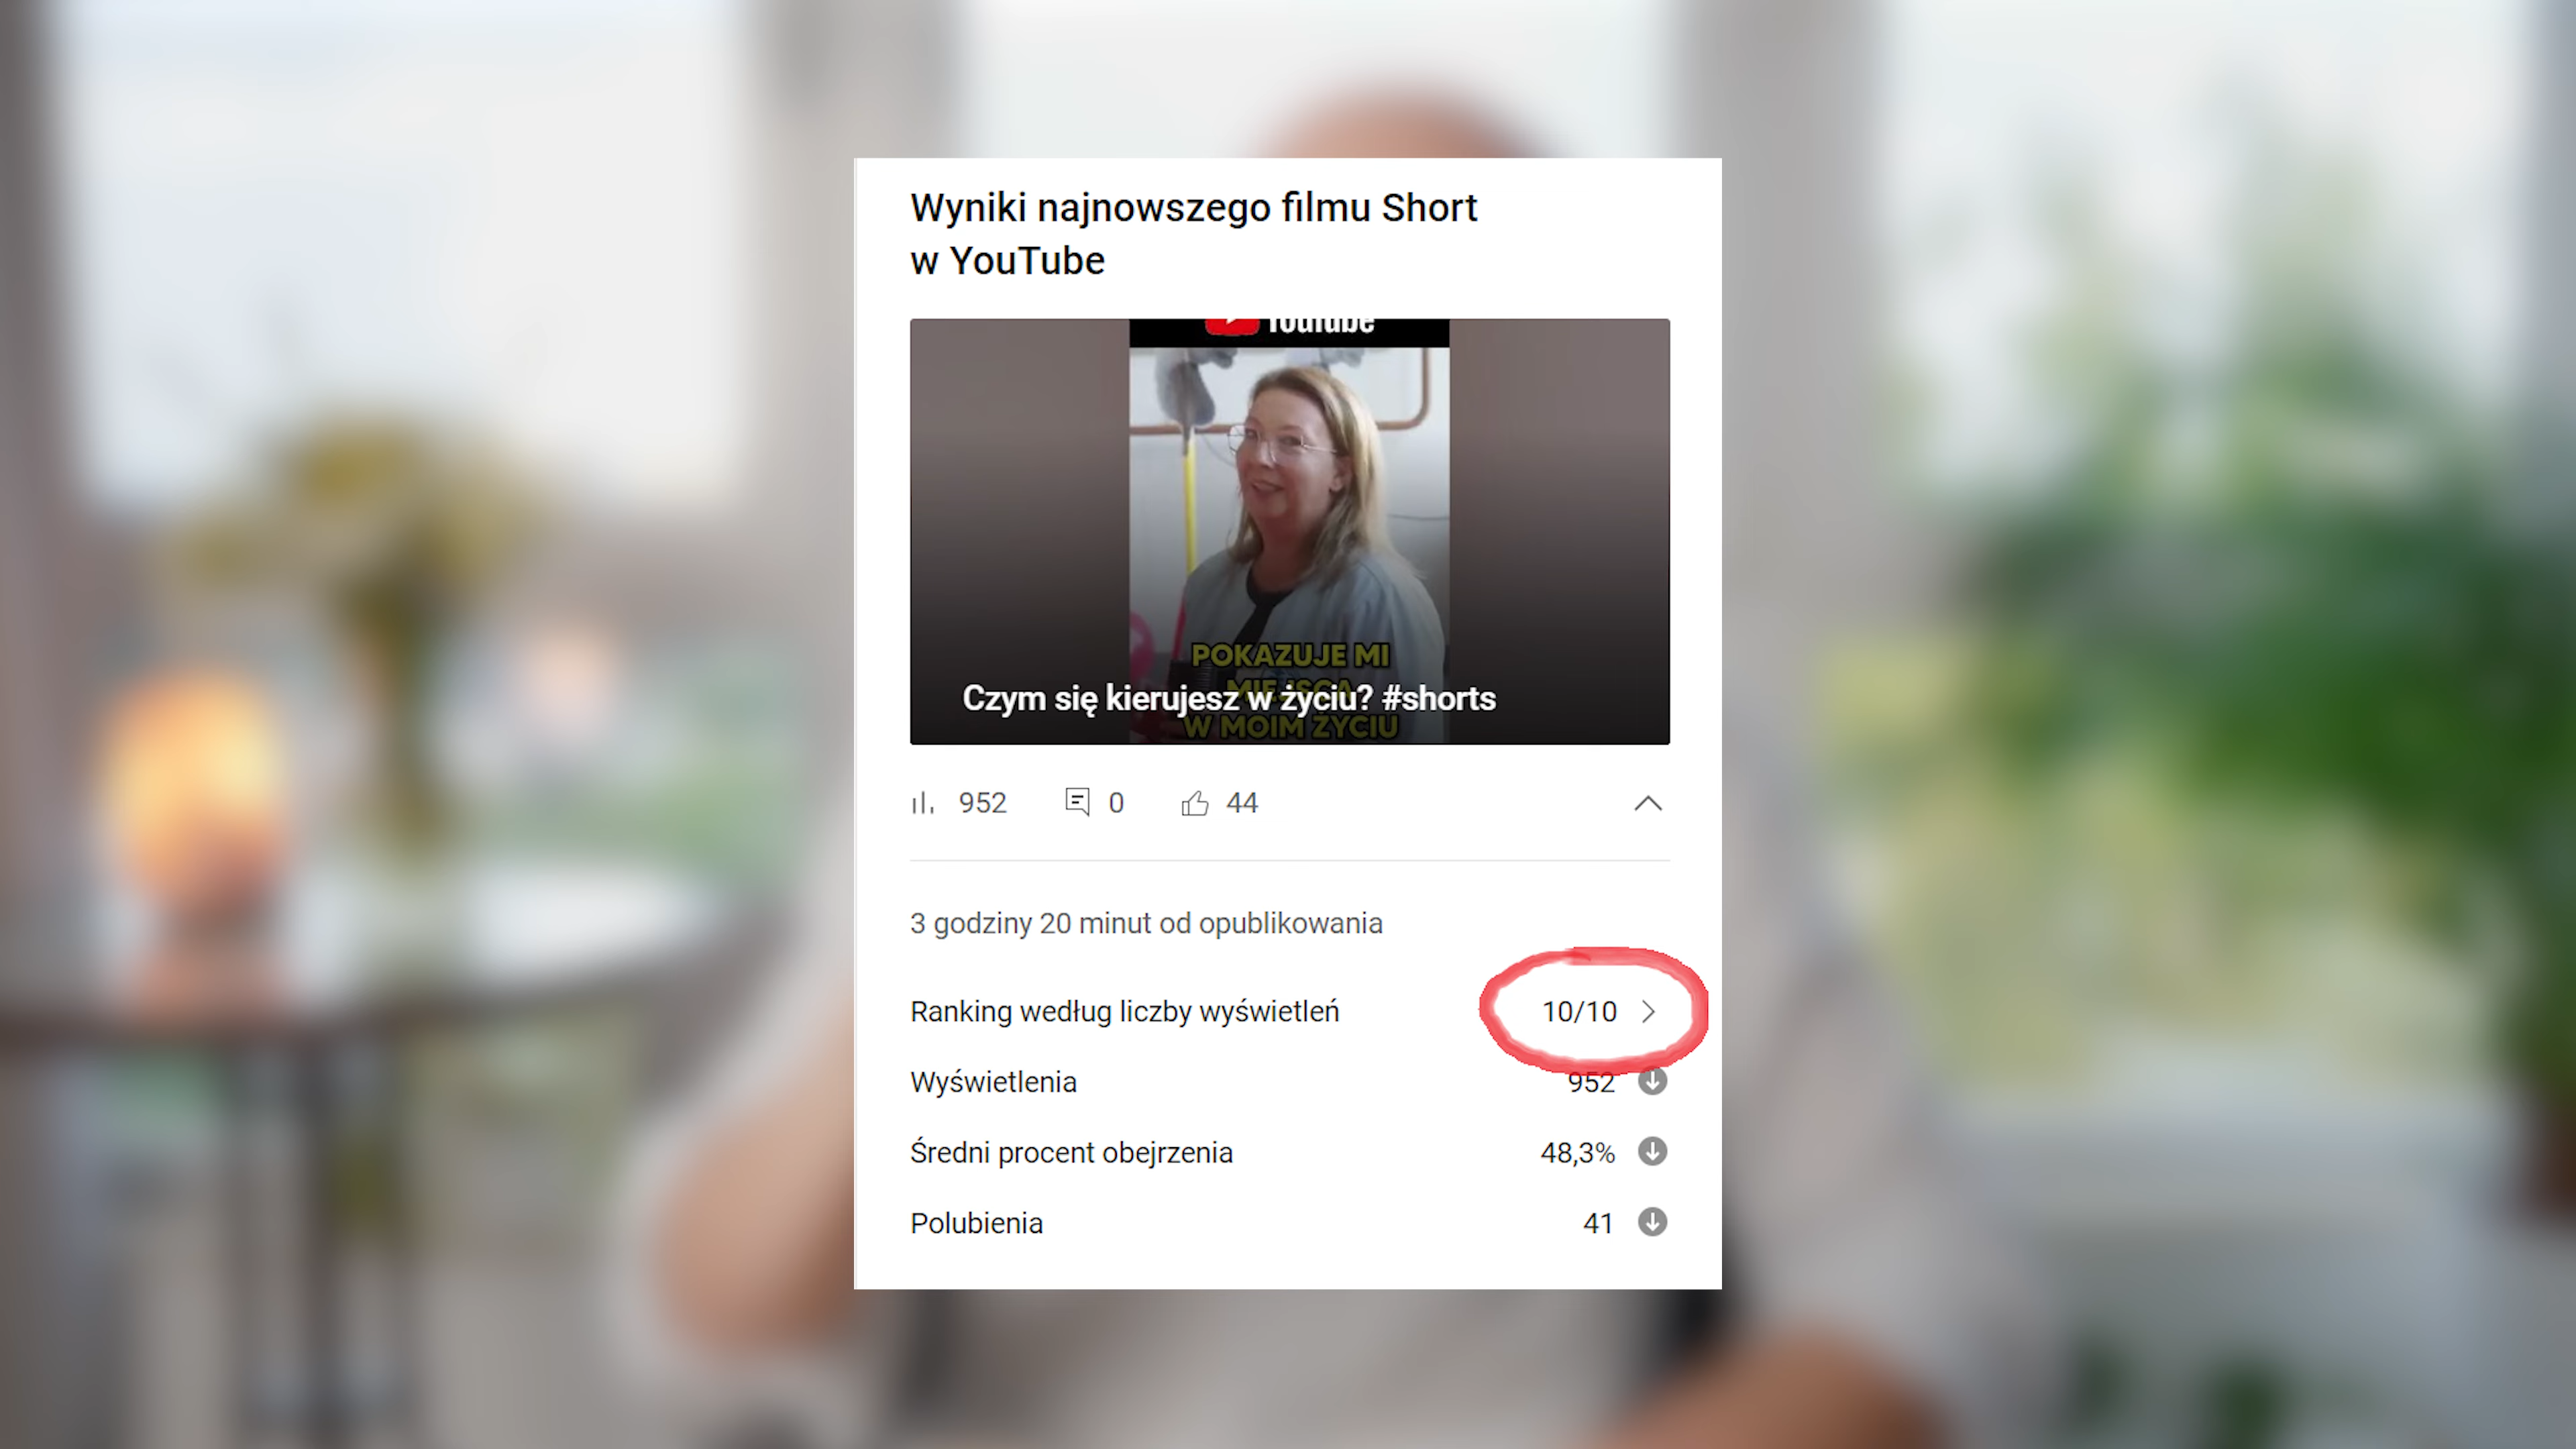 Wyniki najnowszego filmu Short
w YouTube
YouTube
POKAZUJE MI
MIEJSCA
W MOIM ŻYCIU
Czym się kierujesz w życiu? #shorts
952 0 44
3 godziny 20 minut od opublikowania
Ranking według liczby wyświetleń 10/10
Wyświetlenia 952
Średni procent obejrzenia 48,3%
Polubienia 41